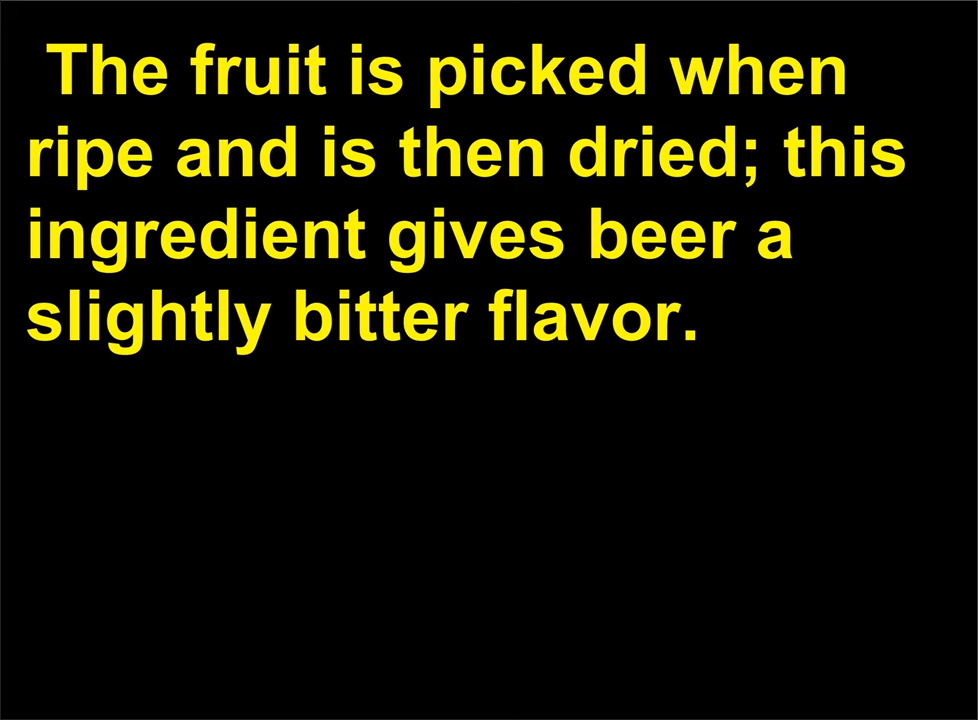 The fruit is picked when
ripe and is then dried; this
ingredient gives beer a
slightly bitter flavor.